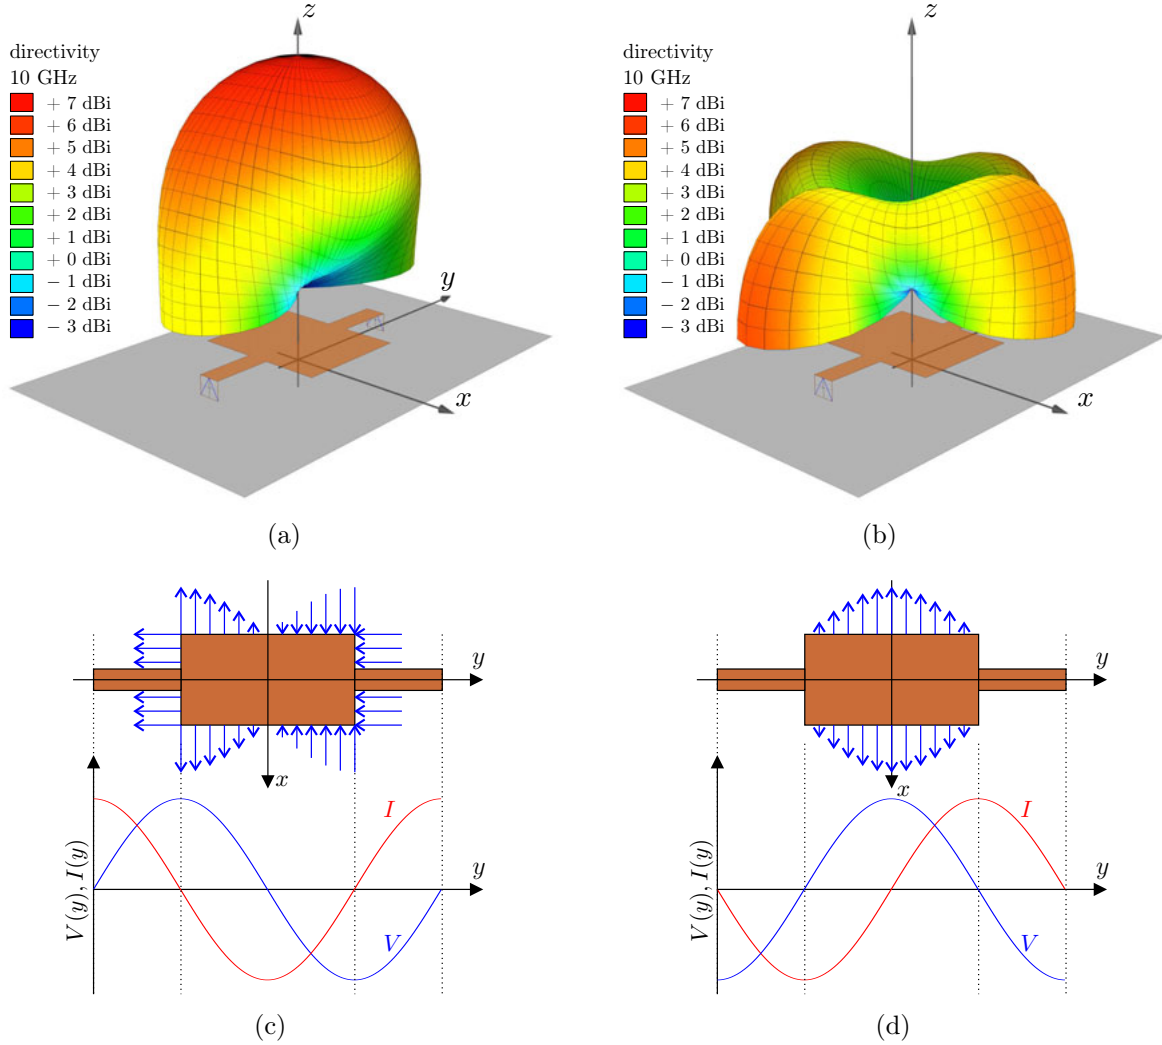 z
directivity
10 GHz
+ 7 dBi
+ 6 dBi
+ 5 dBi
+ 4 dBi
+ 3 dBi
+ 2 dBi
+ 1 dBi
+ 0 dBi
− 1 dBi
− 2 dBi
− 3 dBi
y
x
(a)
z
directivity
10 GHz
+ 7 dBi
+ 6 dBi
+ 5 dBi
+ 4 dBi
+ 3 dBi
+ 2 dBi
+ 1 dBi
+ 0 dBi
− 1 dBi
− 2 dBi
− 3 dBi
x
(b)
y
x
V(y), I(y)
I
V
y
(c)
y
x
V(y), I(y)
I
V
y
(d)